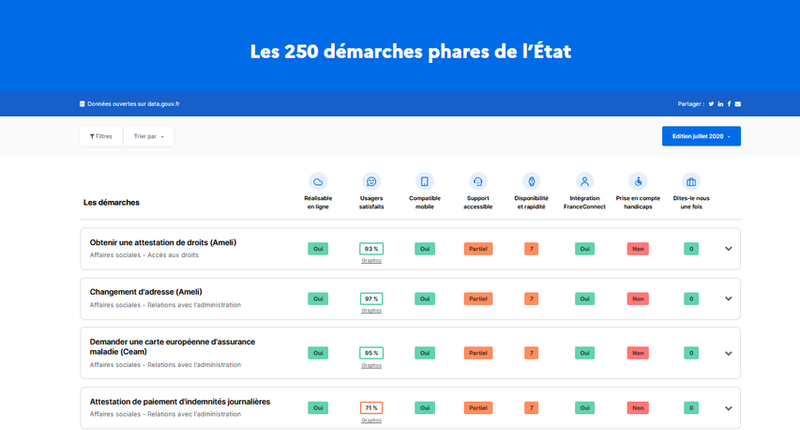 Les 250 démarches phares de l'État
Données ouvertes sur data.gouv.fr
Partager :
Filtres
Trier par
Edition juillet 2020
Les démarches
Réalisable
en ligne
Usagers
satisfaits
Compatible
mobile
Support
accessible
Disponibilité
et rapidité
Intégration
FranceConnect
Prise en compte
handicaps
Dites-le nous
une fois
Obtenir une attestation de droits (Ameli)
Affaires sociales - Accès aux droits
Oui
93 %
Graphes
Oui
Partiel
7
Oui
Non
0
Changement d'adresse (Ameli)
Affaires sociales - Relations avec l'administration
Oui
97 %
Graphes
Oui
Partiel
7
Oui
Non
0
Demander une carte européenne d'assurance
maladie (Ceam)
Affaires sociales - Relations avec l'administration
Oui
95 %
Graphes
Oui
Partiel
7
Oui
Non
0
Attestation de paiement d'indemnités journalières
Affaires sociales - Relations avec l'administration
Oui
71 %
Graphes
Oui
Partiel
7
Oui
Non
0